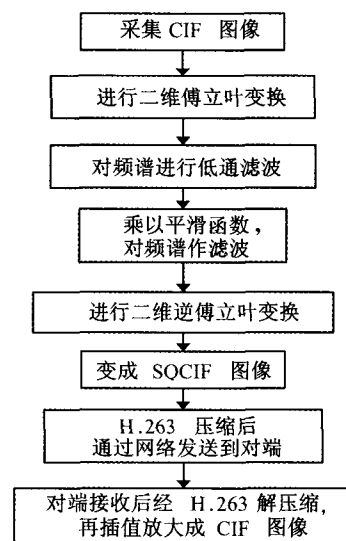 采集 CIF 图像
进行二维傅立叶变换
对频谱进行低通滤波
乘以平滑函数,
对频谱作滤波
进行二维逆傅立叶变换
变成 SQCIF 图像
H.263 压缩后
通过网络发送到对端
对端接收后经 H.263 解压缩,
再插值放大成 CIF 图像